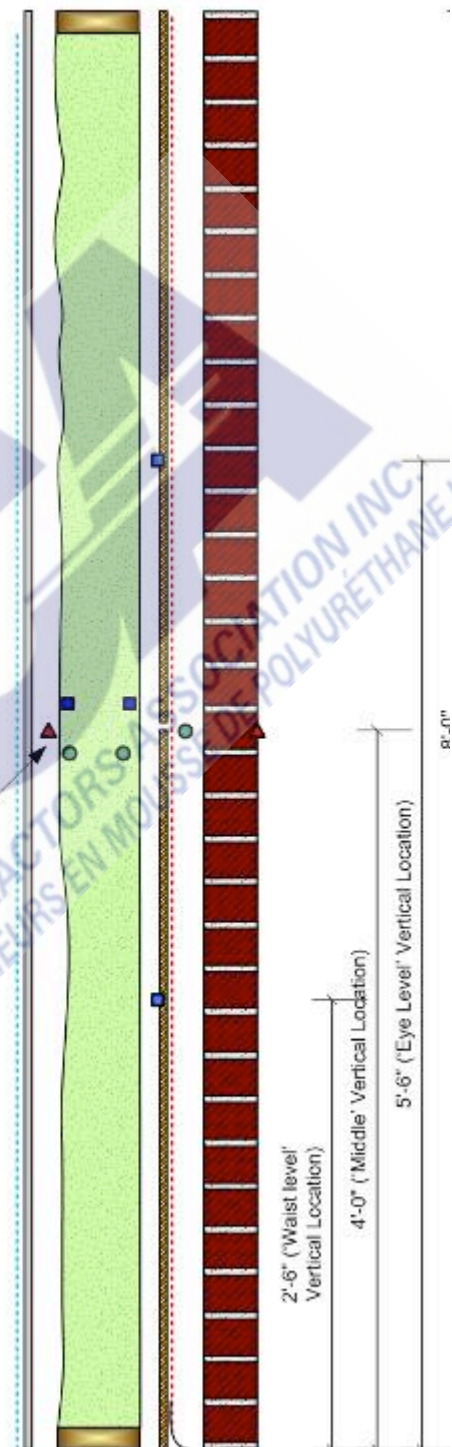 ACTORS ASSOCIATION INC.
EURS EN MOUSSE DE POLYURÉTHANE
8'-0"
5'-6" ('Eye Level' Vertical Location)
4'-0" ('Middle' Vertical Location)
2'-6" ('Waist level'
Vertical Location)